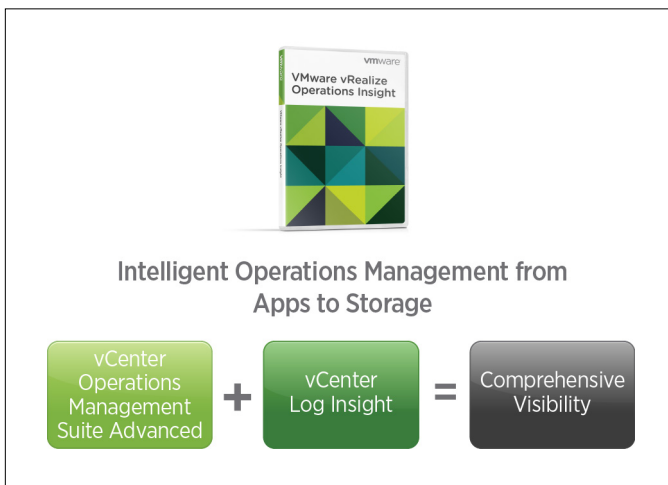 vmware
VMware vRealize
Operations Insight
Intelligent Operations Management from
Apps to Storage
vCenter
Operations
Management
Suite Advanced
+
vCenter
Log Insight
=
Comprehensive
Visibility